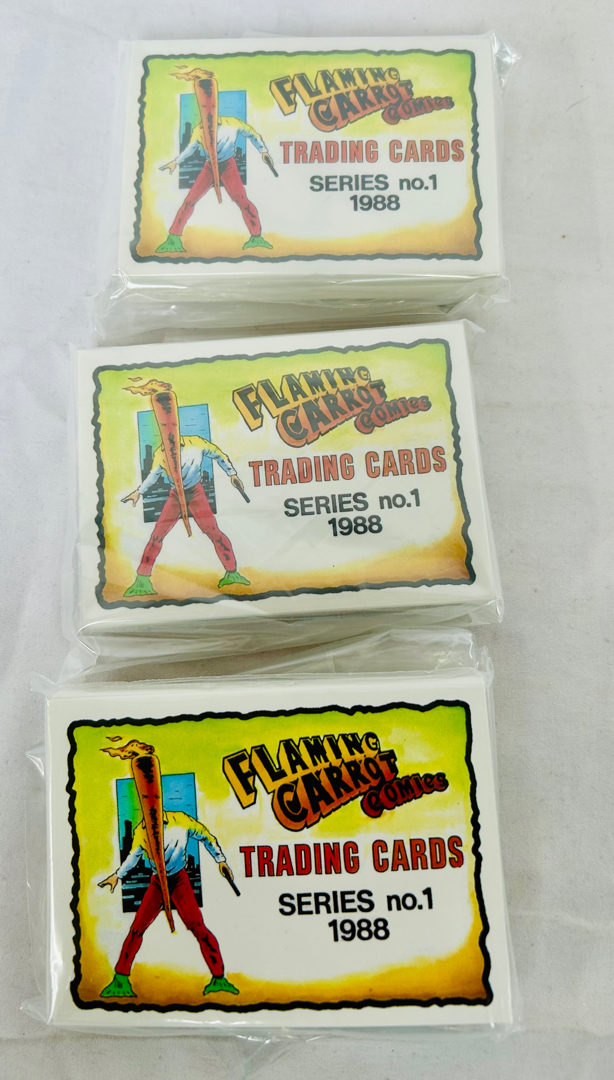 FLAMING
CARROT
COMICS
TRADING CARDS
SERIES no.1
1988
FLAMING
CARROT
COMICS
TRADING CARDS
SERIES no.1
1988
FLAMING
CARROT
COMICS
TRADING CARDS
SERIES no.1
1988